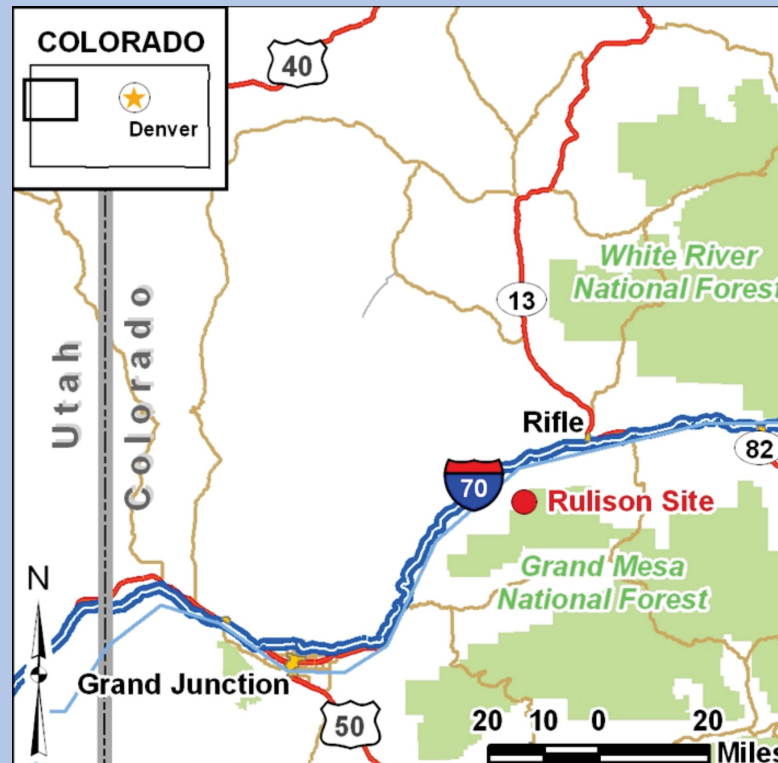 COLORADO
Denver
40
White River
National Forest
13
Utah
Colorado
Rifle
82
70
Rulison Site
Grand Mesa
National Forest
N
Grand Junction
50
20 10 0 20
Miles